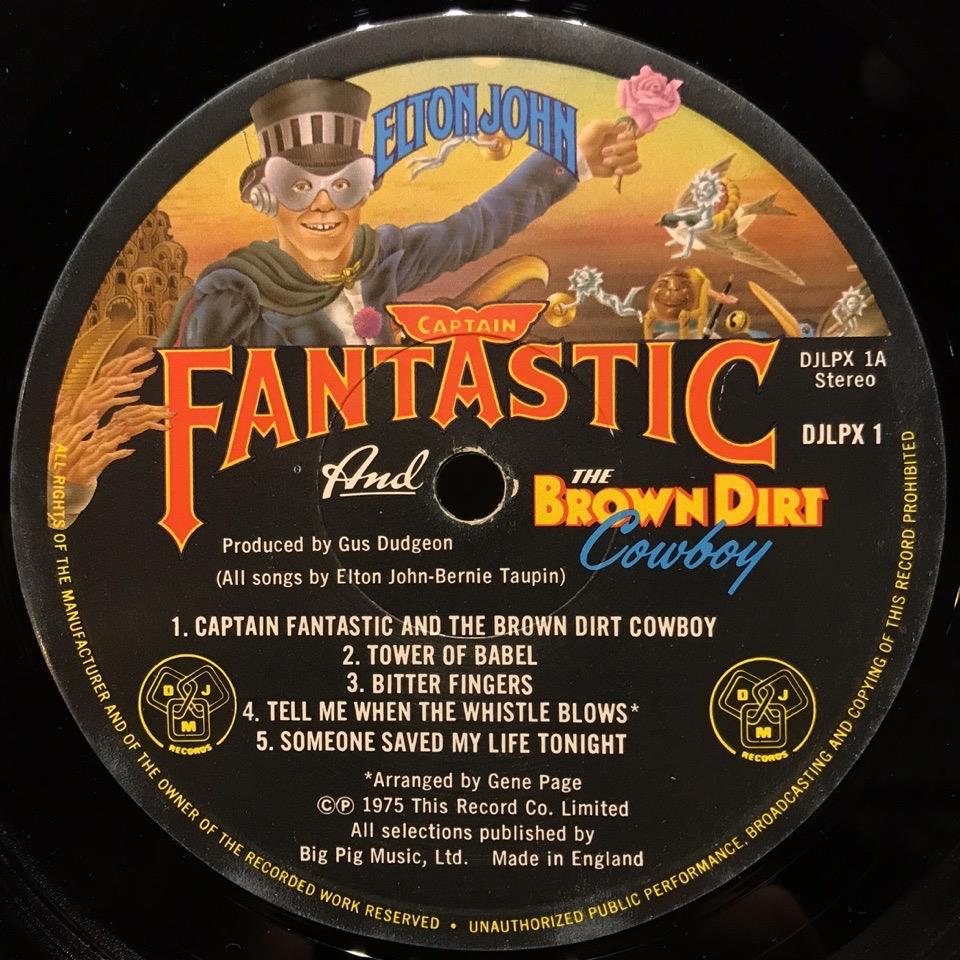 ELTON JOHN
CAPTAIN
FANTASTIC
DJLPX 1A
Stereo
DJLPX 1
And
THE
BROWN DIRT
Cowboy
Produced by Gus Dudgeon
(All songs by Elton John-Bernie Taupin)
1. CAPTAIN FANTASTIC AND THE BROWN DIRT COWBOY
2. TOWER OF BABEL
3. BITTER FINGERS
4. TELL ME WHEN THE WHISTLE BLOWS*
5. SOMEONE SAVED MY LIFE TONIGHT
DJM
RECORDS
DJM
RECORDS
*Arranged by Gene Page
©℗ 1975 This Record Co. Limited
All selections published by
Big Pig Music, Ltd. Made in England
ALL RIGHTS OF THE MANUFACTURER AND OF THE OWNER OF THE RECORDED WORK RESERVED • UNAUTHORIZED PUBLIC PERFORMANCE, BROADCASTING AND COPYING OF THIS RECORD PROHIBITED